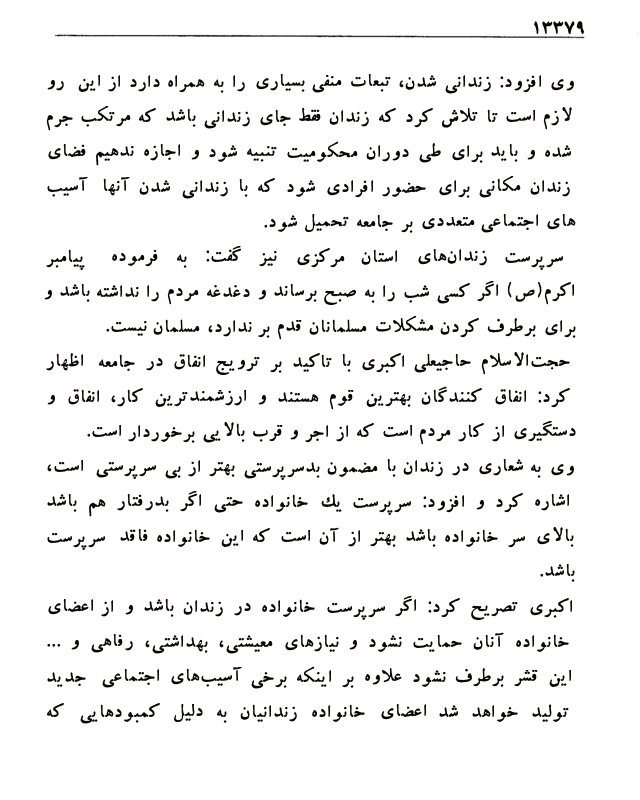 ۱۳۳۷۹
وی افزود: زندانی شدن، تبعات منفی بسیاری را به همراه دارد از این رو
لازم است تا تلاش کرد که زندان فقط جای زندانی باشد که مرتکب جرم
شده و باید برای طی دوران محکومیت تنبیه شود و اجازه ندهیم فضای
زندان مکانی برای حضور افرادی شود که با زندانی شدن آنها آسیب
های اجتماعی متعددی بر جامعه تحمیل شود.
سرپرست زندان‌های استان مرکزی نیز گفت: به فرموده پیامبر
اکرم(ص) اگر کسی شب را به صبح برساند و دغدغه مردم را نداشته باشد و
برای برطرف کردن مشکلات مسلمانان قدم بر ندارد، مسلمان نیست.
حجت‌الاسلام حاجیعلی اکبری با تاکید بر ترویج انفاق در جامعه اظهار
کرد: انفاق کنندگان بهترین قوم هستند و ارزشمندترین کار، انفاق و
دستگیری از کار مردم است که از اجر و قرب بالایی برخوردار است.
وی به شعاری در زندان با مضمون بدسرپرستی بهتر از بی سرپرستی است،
اشاره کرد و افزود: سرپرست یك خانواده حتی اگر بدرفتار هم باشد
بالای سر خانواده باشد بهتر از آن است که این خانواده فاقد سرپرست
باشد.
اکبری تصریح کرد: اگر سرپرست خانواده در زندان باشد و از اعضای
خانواده آنان حمایت نشود و نیازهای معیشتی، بهداشتی، رفاهی و ...
این قشر برطرف نشود علاوه بر اینکه برخی آسیب‌های اجتماعی جدید
تولید خواهد شد اعضای خانواده زندانیان به دلیل کمبودهایی که